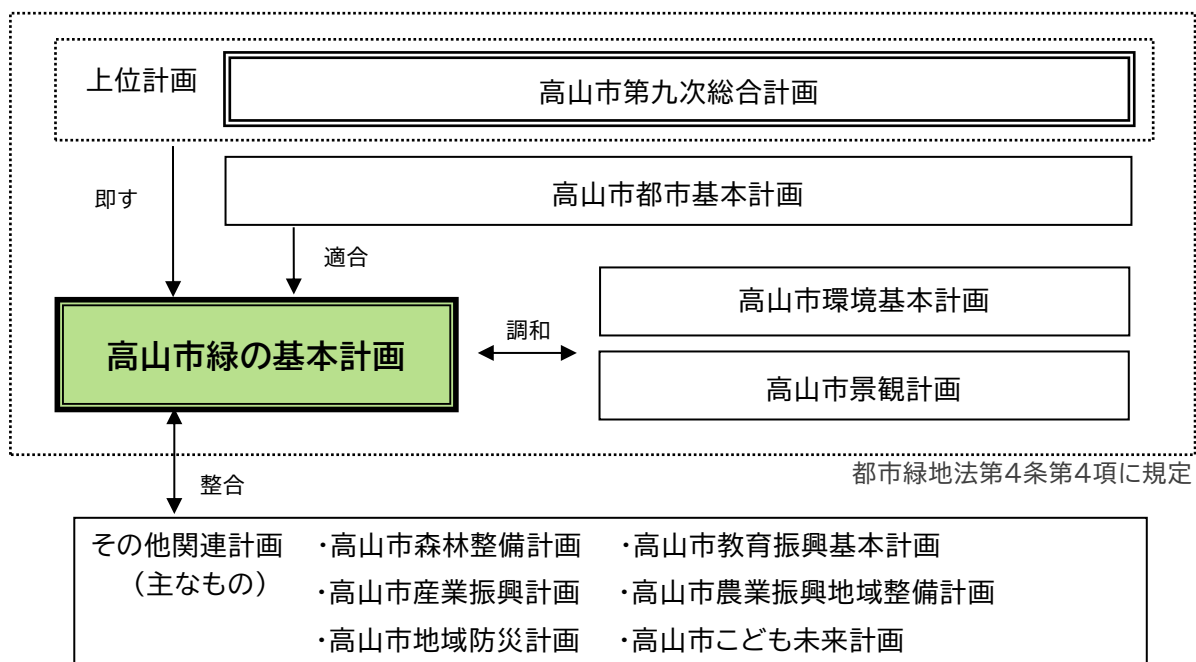 上位計画
高山市第九次総合計画
即す
高山市都市基本計画
適合
高山市環境基本計画
高山市緑の基本計画
調和
高山市景観計画
都市緑地法第4条第4項に規定
整合
その他関連計画 ・高山市森林整備計画 ・高山市教育振興基本計画
（主なもの） ・高山市産業振興計画 ・高山市農業振興地域整備計画
・高山市地域防災計画 ・高山市こども未来計画